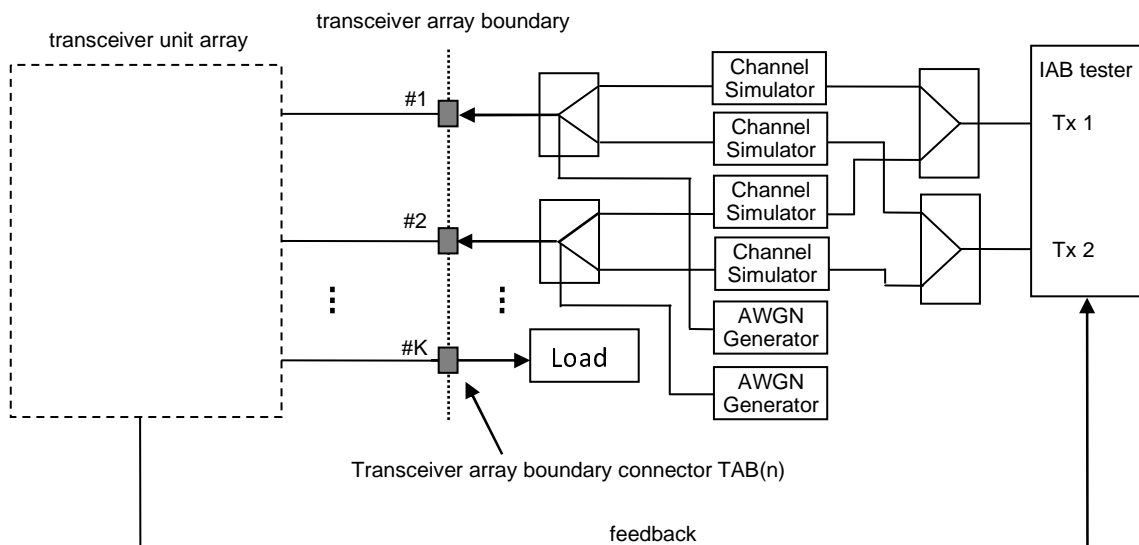 transceiver array boundary
transceiver unit array
#1
Channel
Simulator
IAB tester
Channel
Simulator
Tx 1
Channel
Simulator
#2
Channel
Simulator
Tx 2
AWGN
Generator
#K
Load
AWGN
Generator
Transceiver array boundary connector TAB(n)
feedback